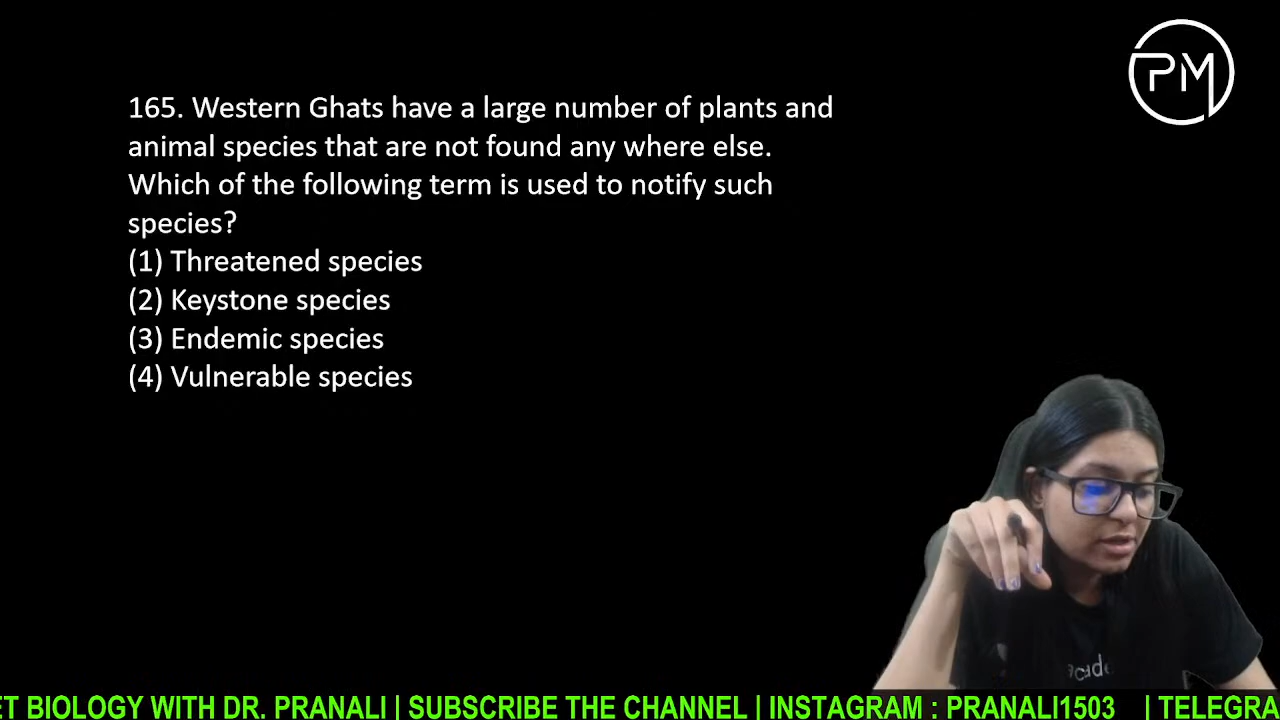 PM
165. Western Ghats have a large number of plants and
animal species that are not found any where else.
Which of the following term is used to notify such
species?
(1) Threatened species
(2) Keystone species
(3) Endemic species
(4) Vulnerable species
acade
ET BIOLOGY WITH DR. PRANALI | SUBSCRIBE THE CHANNEL | INSTAGRAM : PRANALI1503 | TELEGRA